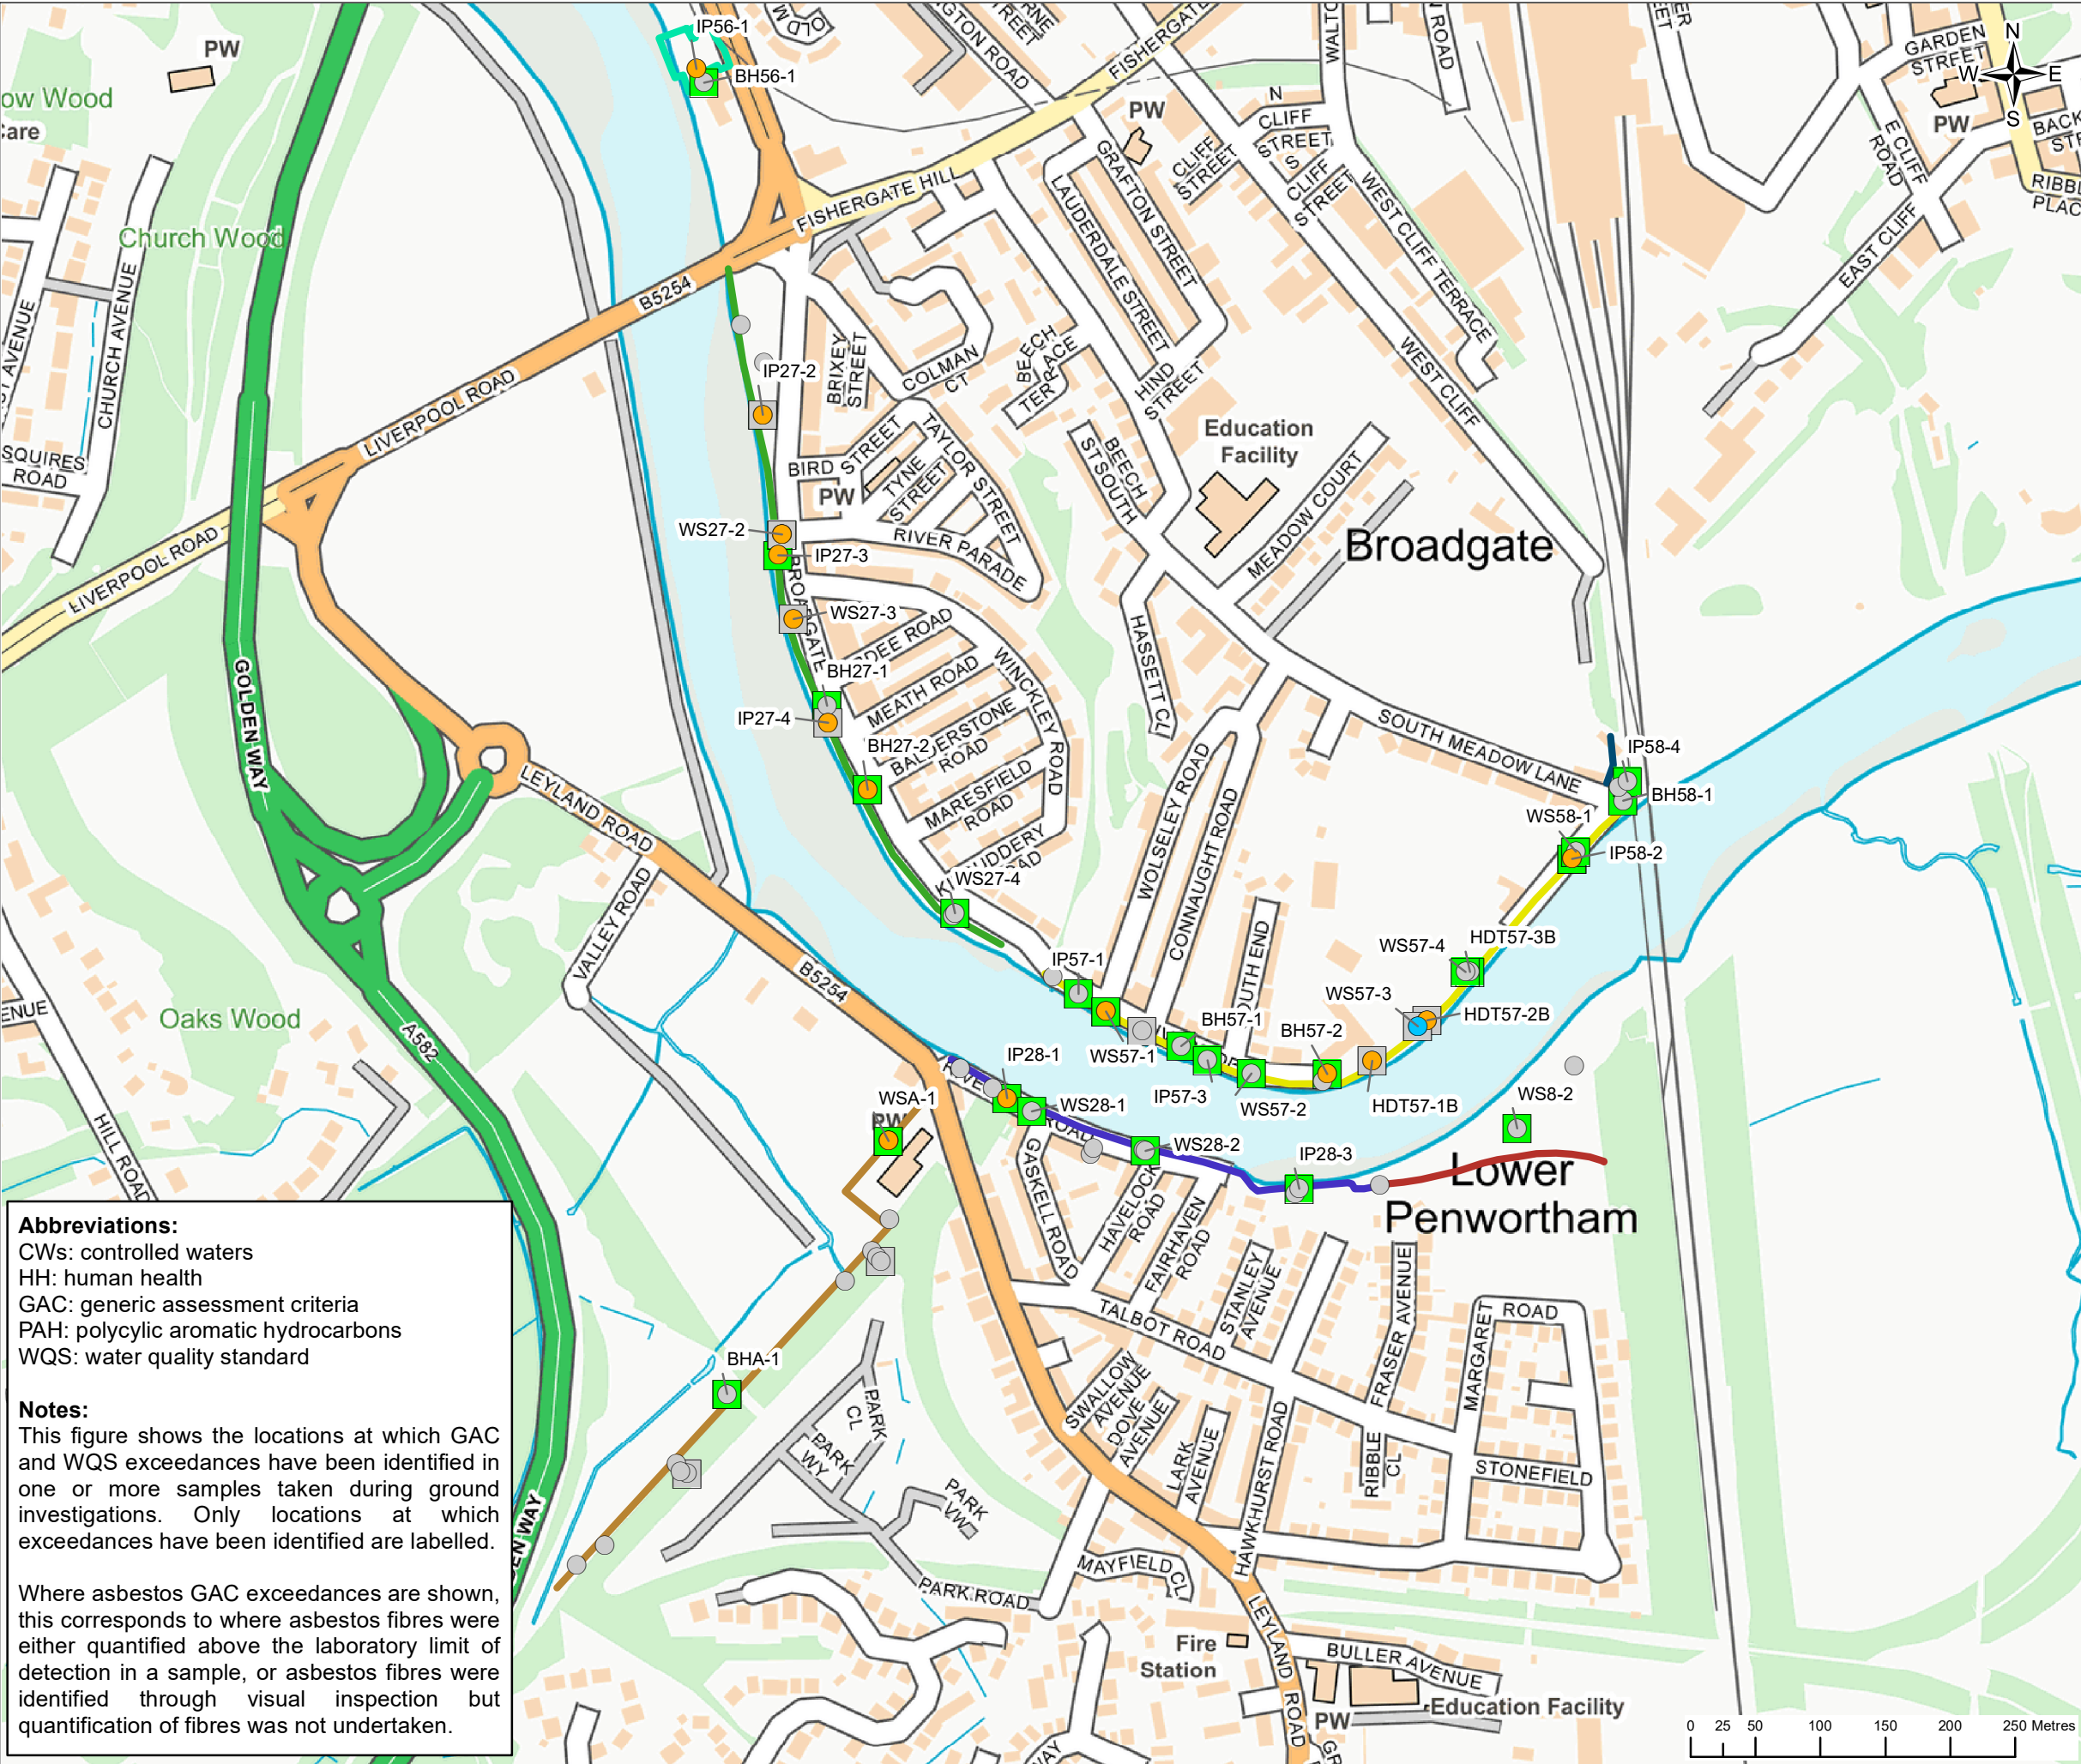 PW
IP56-1
BH56-1
OLD
FISHERGATE
ROAD
GARDEN
STREET
N
W
E
S
PW
BACK
E CLIFF
ROAD
EAST CLIFF
ow Wood
Care
Church Wood
CHURCH AVENUE
AVENUE
SQUIRES
ROAD
PW
N
CLIFF
STREET
S
CLIFF
STREET
CLIFF
STREET
GRAFTON STREET
LAUDERDALE STREET
WEST CLIFF TERRACE
WEST CLIFF
FISHERGATE HILL
B5254
LIVERPOOL ROAD
LIVERPOOL ROAD
IP27-2
BRIXEY
STREET
COLMAN
CT
BEECH
TERRACE
HIND
STREET
Education
Facility
BIRD
STREET
TYNE
STREET
TAYLOR STREET
PW
BEECH
ST SOUTH
MEADOW COURT
Broadgate
WS27-2
IP27-3
RIVER PARADE
WS27-3
BROADGATE
HASSETT CL
BH27-1
MEATH ROAD
WINCKLEY ROAD
IP27-4
BH27-2
BALDERSTONE
ROAD
MARESFIELD
ROAD
SOUTH MEADOW LANE
IP58-4
BH58-1
WS58-1
IP58-2
GOLDEN WAY
LEYLAND ROAD
WOLSELEY ROAD
CONNAUGHT ROAD
WS27-4
VALLEY ROAD
B5254
IP57-1
WS57-4
HDT57-3B
WS57-3
HDT57-2B
BH57-1
BH57-2
WS57-1
IP57-3
WS57-2
HDT57-1B
Oaks Wood
A582
HILL ROAD
IP28-1
WSA-1
PW
WS28-1
ROAD
WS28-2
IP28-3
WS8-2
Lower
Penwortham
GASKELL ROAD
HAVELOCK
ROAD
FAIRHAVEN
ROAD
STANLEY
AVENUE
TALBOT ROAD
FRASER AVENUE
MARGARET
ROAD
BHA-1
PARK
CL
PARK
WY
PARK
VW
SWALLOW
AVENUE
DOVE
AVENUE
LARK
AVENUE
HAWKHURST ROAD
RIBBLE
CL
STONEFIELD
MAYFIELD CL
PARK ROAD
Fire
Station
LEYLAND ROAD
BULLER AVENUE
Education Facility
PW
Abbreviations:
CWs: controlled waters
HH: human health
GAC: generic assessment criteria
PAH: polycylic aromatic hydrocarbons
WQS: water quality standard
Notes:
This figure shows the locations at which GAC
and WQS exceedances have been identified in
one or more samples taken during ground
investigations. Only locations at which
exceedances have been identified are labelled.
Where asbestos GAC exceedances are shown,
this corresponds to where asbestos fibres were
either quantified above the laboratory limit of
detection in a sample, or asbestos fibres were
identified through visual inspection but
quantification of fibres was not undertaken.
0 25 50 100 150 200 250 Metres